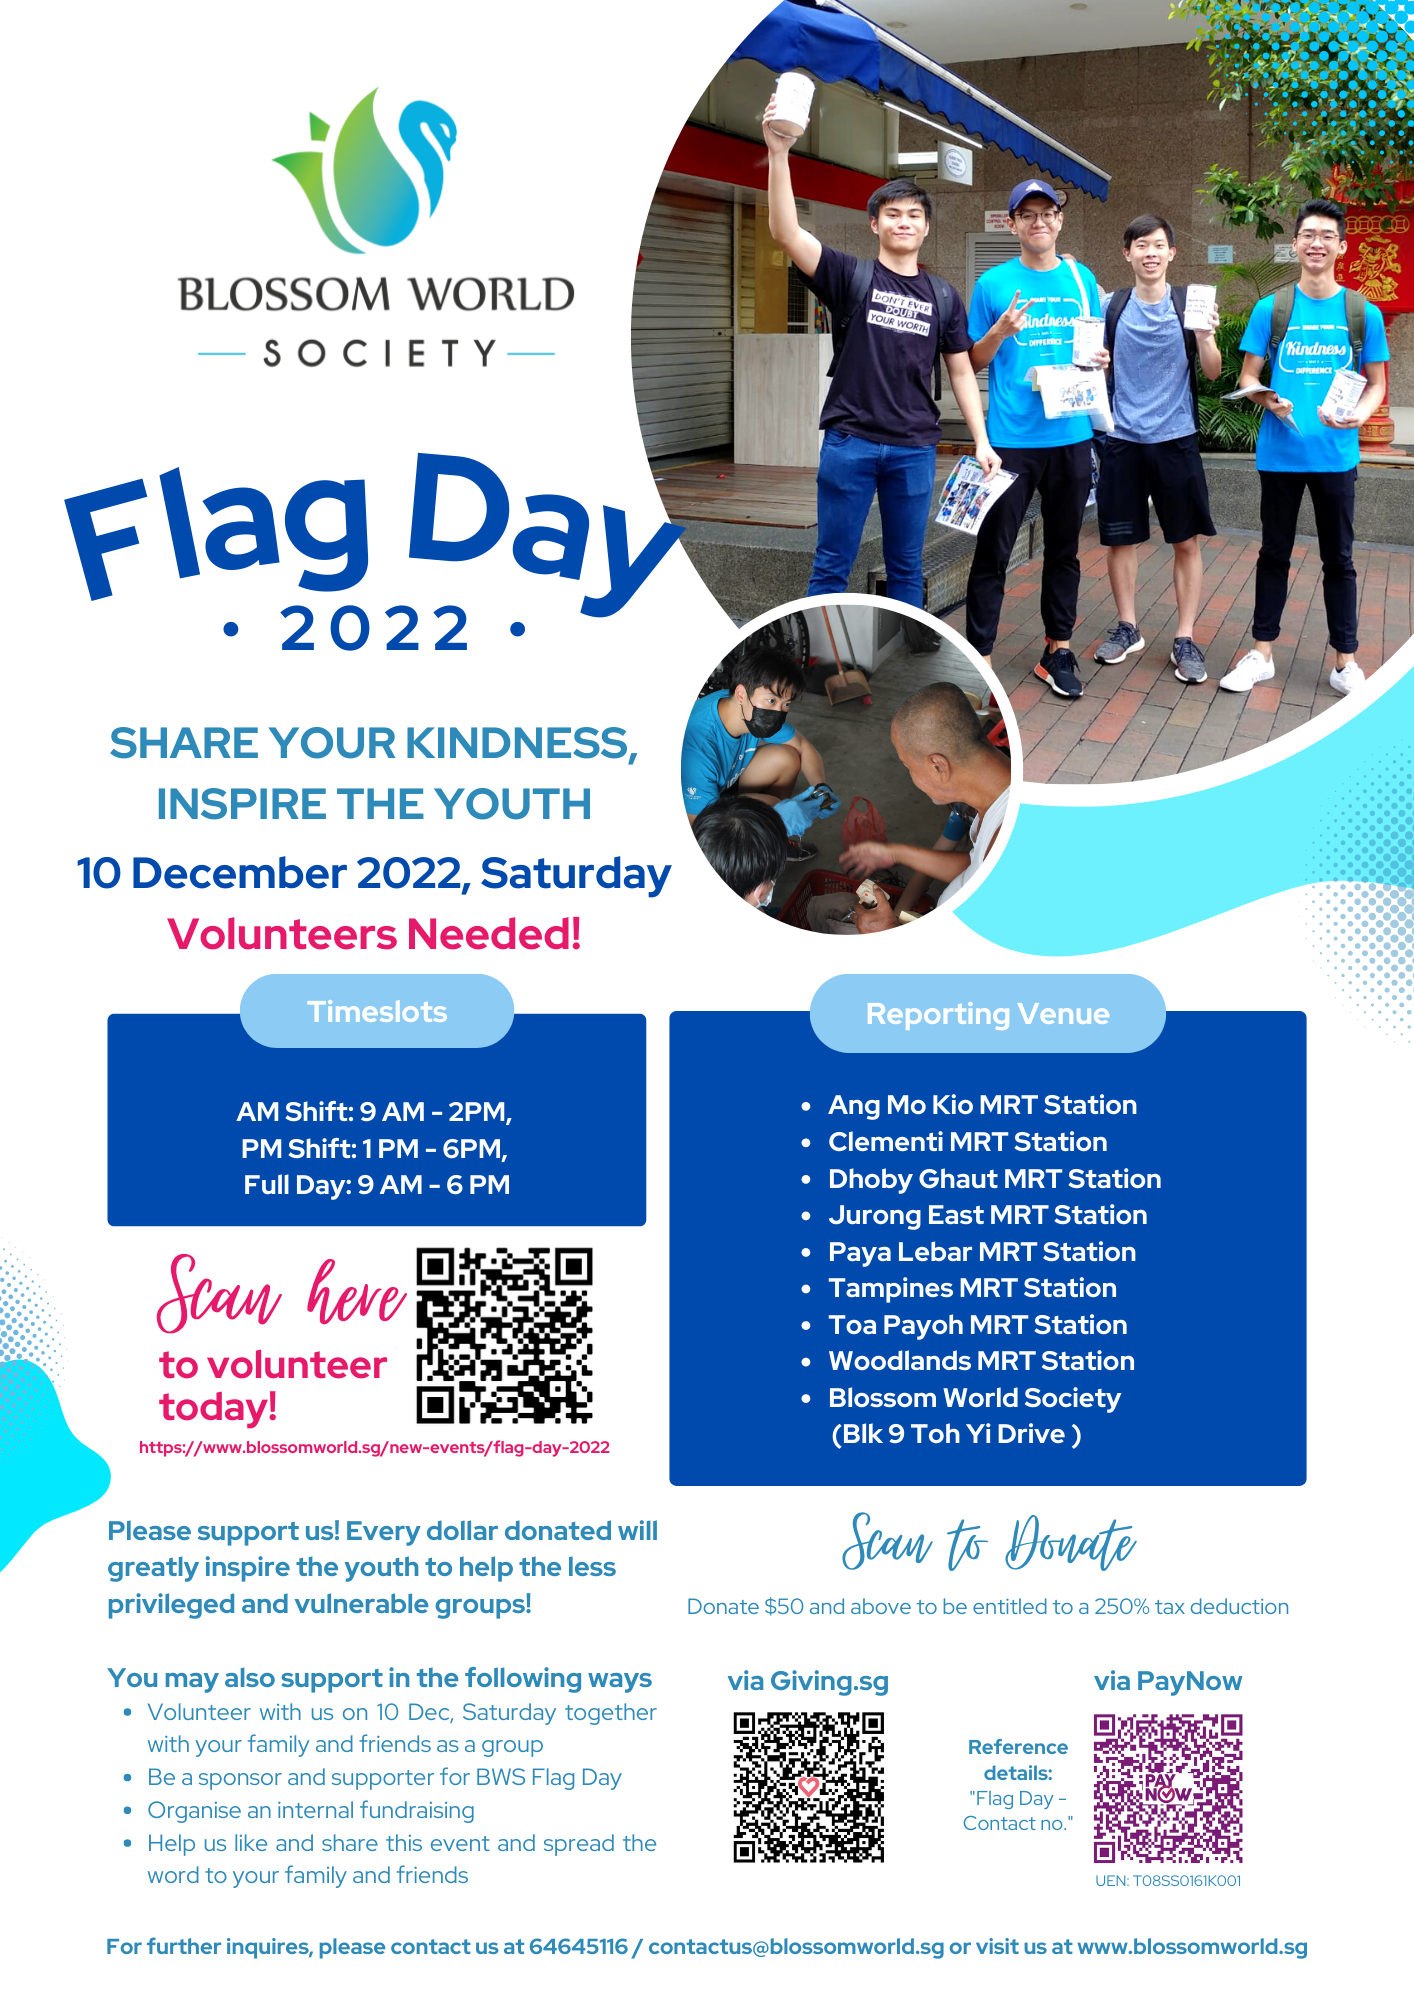 BLOSSOM WORLD
SOCIETY
Flag Day
• 2022 •
SHARE YOUR KINDNESS,
INSPIRE THE YOUTH
10 December 2022, Saturday
Volunteers Needed!
DON'T EVER
DOUBT
YOUR WORTH
SHARE YOUR
Kindness
DIFFERENCE
SHARE YOUR
Kindness
DIFFERENCE
Timeslots
AM Shift: 9 AM - 2PM,
PM Shift: 1 PM - 6PM,
Full Day: 9 AM - 6 PM
Reporting Venue
• Ang Mo Kio MRT Station
• Clementi MRT Station
• Dhoby Ghaut MRT Station
• Jurong East MRT Station
• Paya Lebar MRT Station
• Tampines MRT Station
• Toa Payoh MRT Station
• Woodlands MRT Station
• Blossom World Society
(Blk 9 Toh Yi Drive )
Scan here
to volunteer
today!
https://www.blossomworld.sg/new-events/flag-day-2022
Please support us! Every dollar donated will
greatly inspire the youth to help the less
privileged and vulnerable groups!
You may also support in the following ways
• Volunteer with us on 10 Dec, Saturday together
with your family and friends as a group
• Be a sponsor and supporter for BWS Flag Day
• Organise an internal fundraising
• Help us like and share this event and spread the
word to your family and friends
Scan to Donate
Donate $50 and above to be entitled to a 250% tax deduction
via Giving.sg
Reference
details:
"Flag Day -
Contact no."
via PayNow
PAY
NOW
UEN: T08SS0161K001
For further inquires, please contact us at 64645116 / contactus@blossomworld.sg or visit us at www.blossomworld.sg